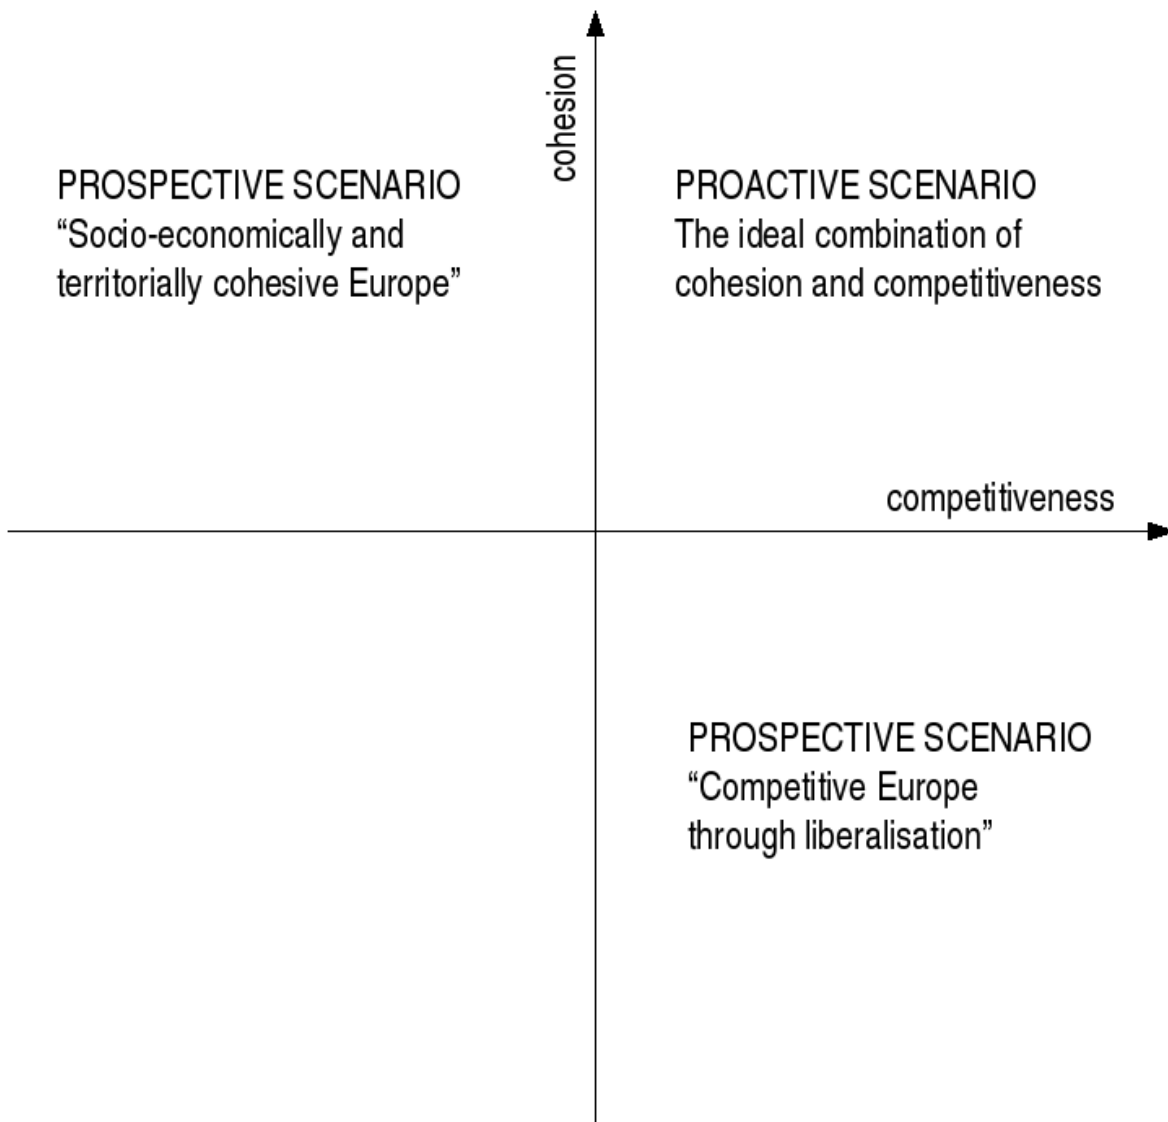 cohesion
PROSPECTIVE SCENARIO
“Socio-economically and
territorially cohesive Europe”
PROACTIVE SCENARIO
The ideal combination of
cohesion and competitiveness
competitiveness
PROSPECTIVE SCENARIO
“Competitive Europe
through liberalisation”